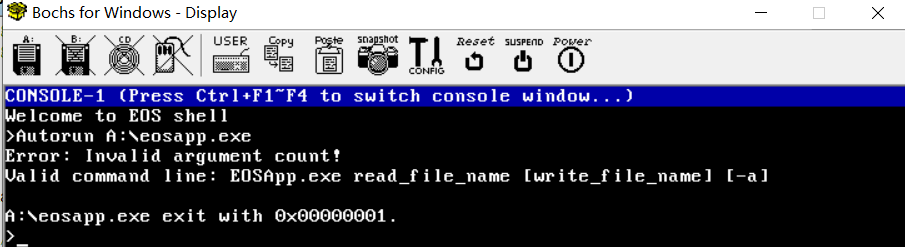 Bochs for Windows - Display
A: B: CD USER Copy Paste snapshot CONFIG Reset SUSPEND Power
CONSOLE-1 (Press Ctrl+F1~F4 to switch console window...)
Welcome to EOS shell
>Autorun A:\eosapp.exe
Error: Invalid argument count!
Valid command line: EOSApp.exe read_file_name [write_file_name] [-a]
A:\eosapp.exe exit with 0x00000001.
>_